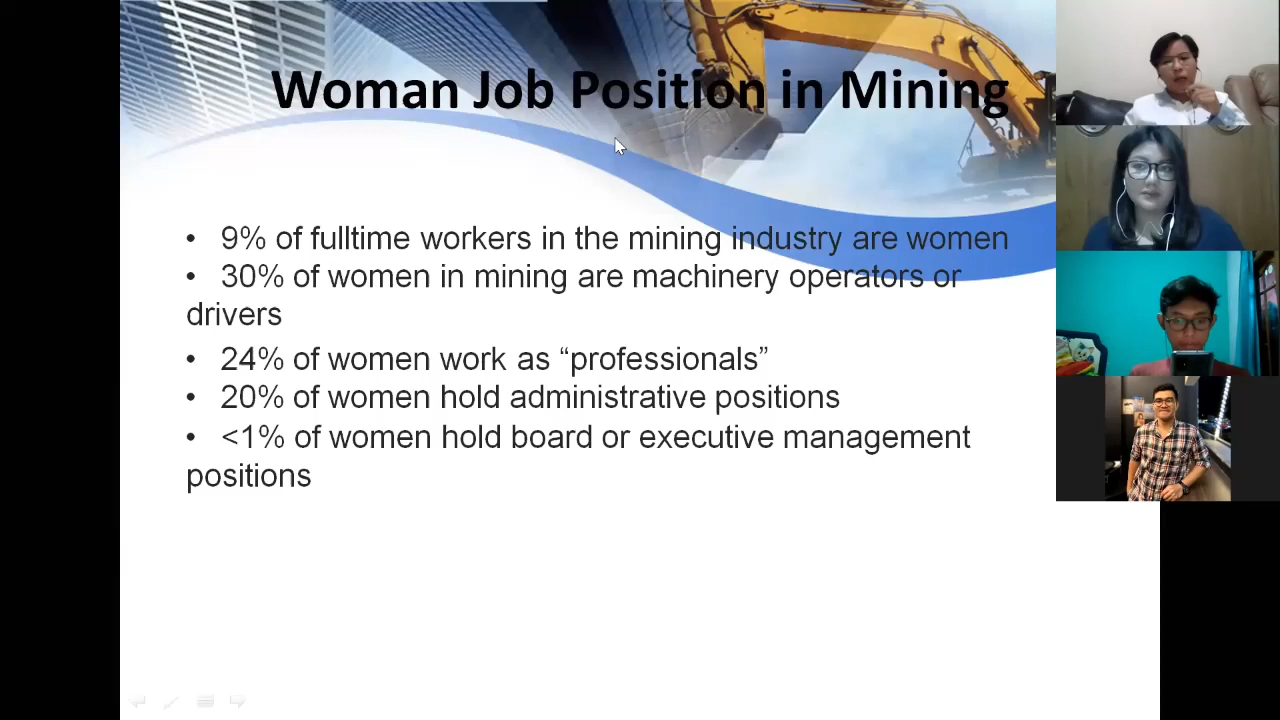 Woman Job Position in Mining
• 9% of fulltime workers in the mining industry are women
• 30% of women in mining are machinery operators or
drivers
• 24% of women work as “professionals”
• 20% of women hold administrative positions
• <1% of women hold board or executive management
positions